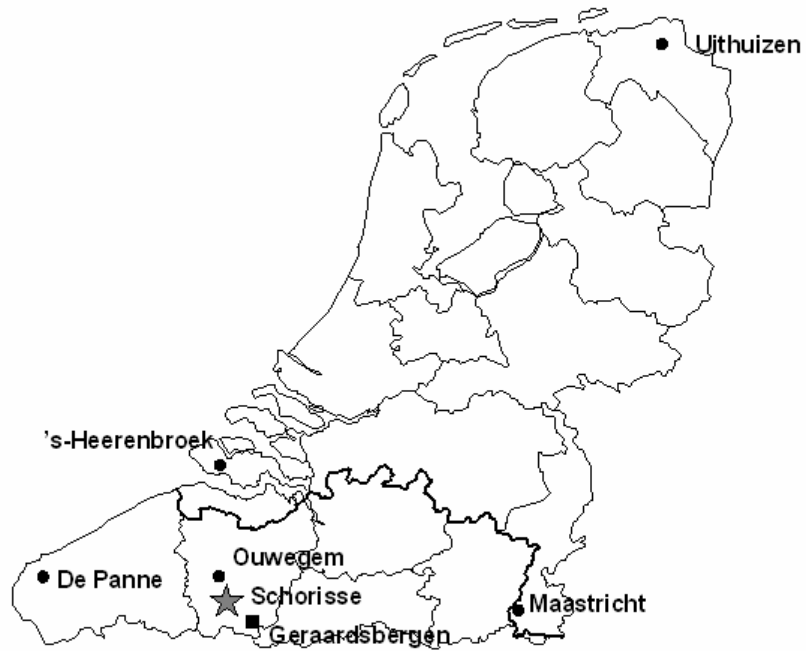 Uithuizen
's-Heerenbroek
Ouwegem
De Panne
Schorisse
Maastricht
Geraardsbergen